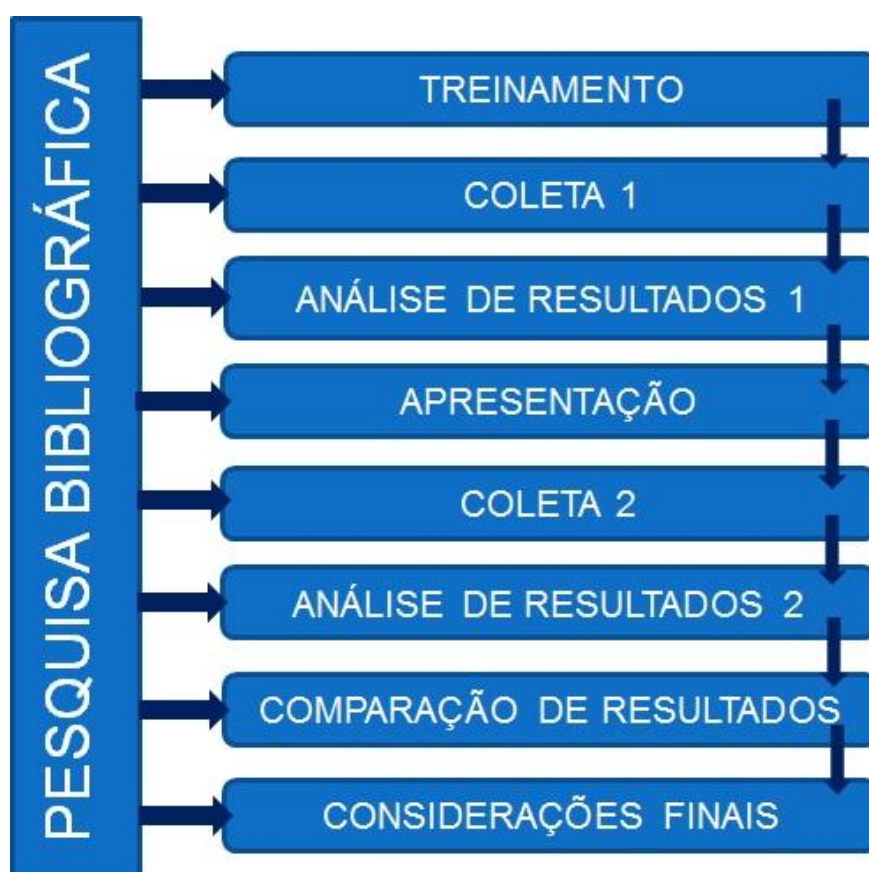 PESQUISA BIBLIOGRÁFICA
TREINAMENTO
COLETA 1
ANÁLISE DE RESULTADOS 1
APRESENTAÇÃO
COLETA 2
ANÁLISE DE RESULTADOS 2
COMPARAÇÃO DE RESULTADOS
CONSIDERAÇÕES FINAIS